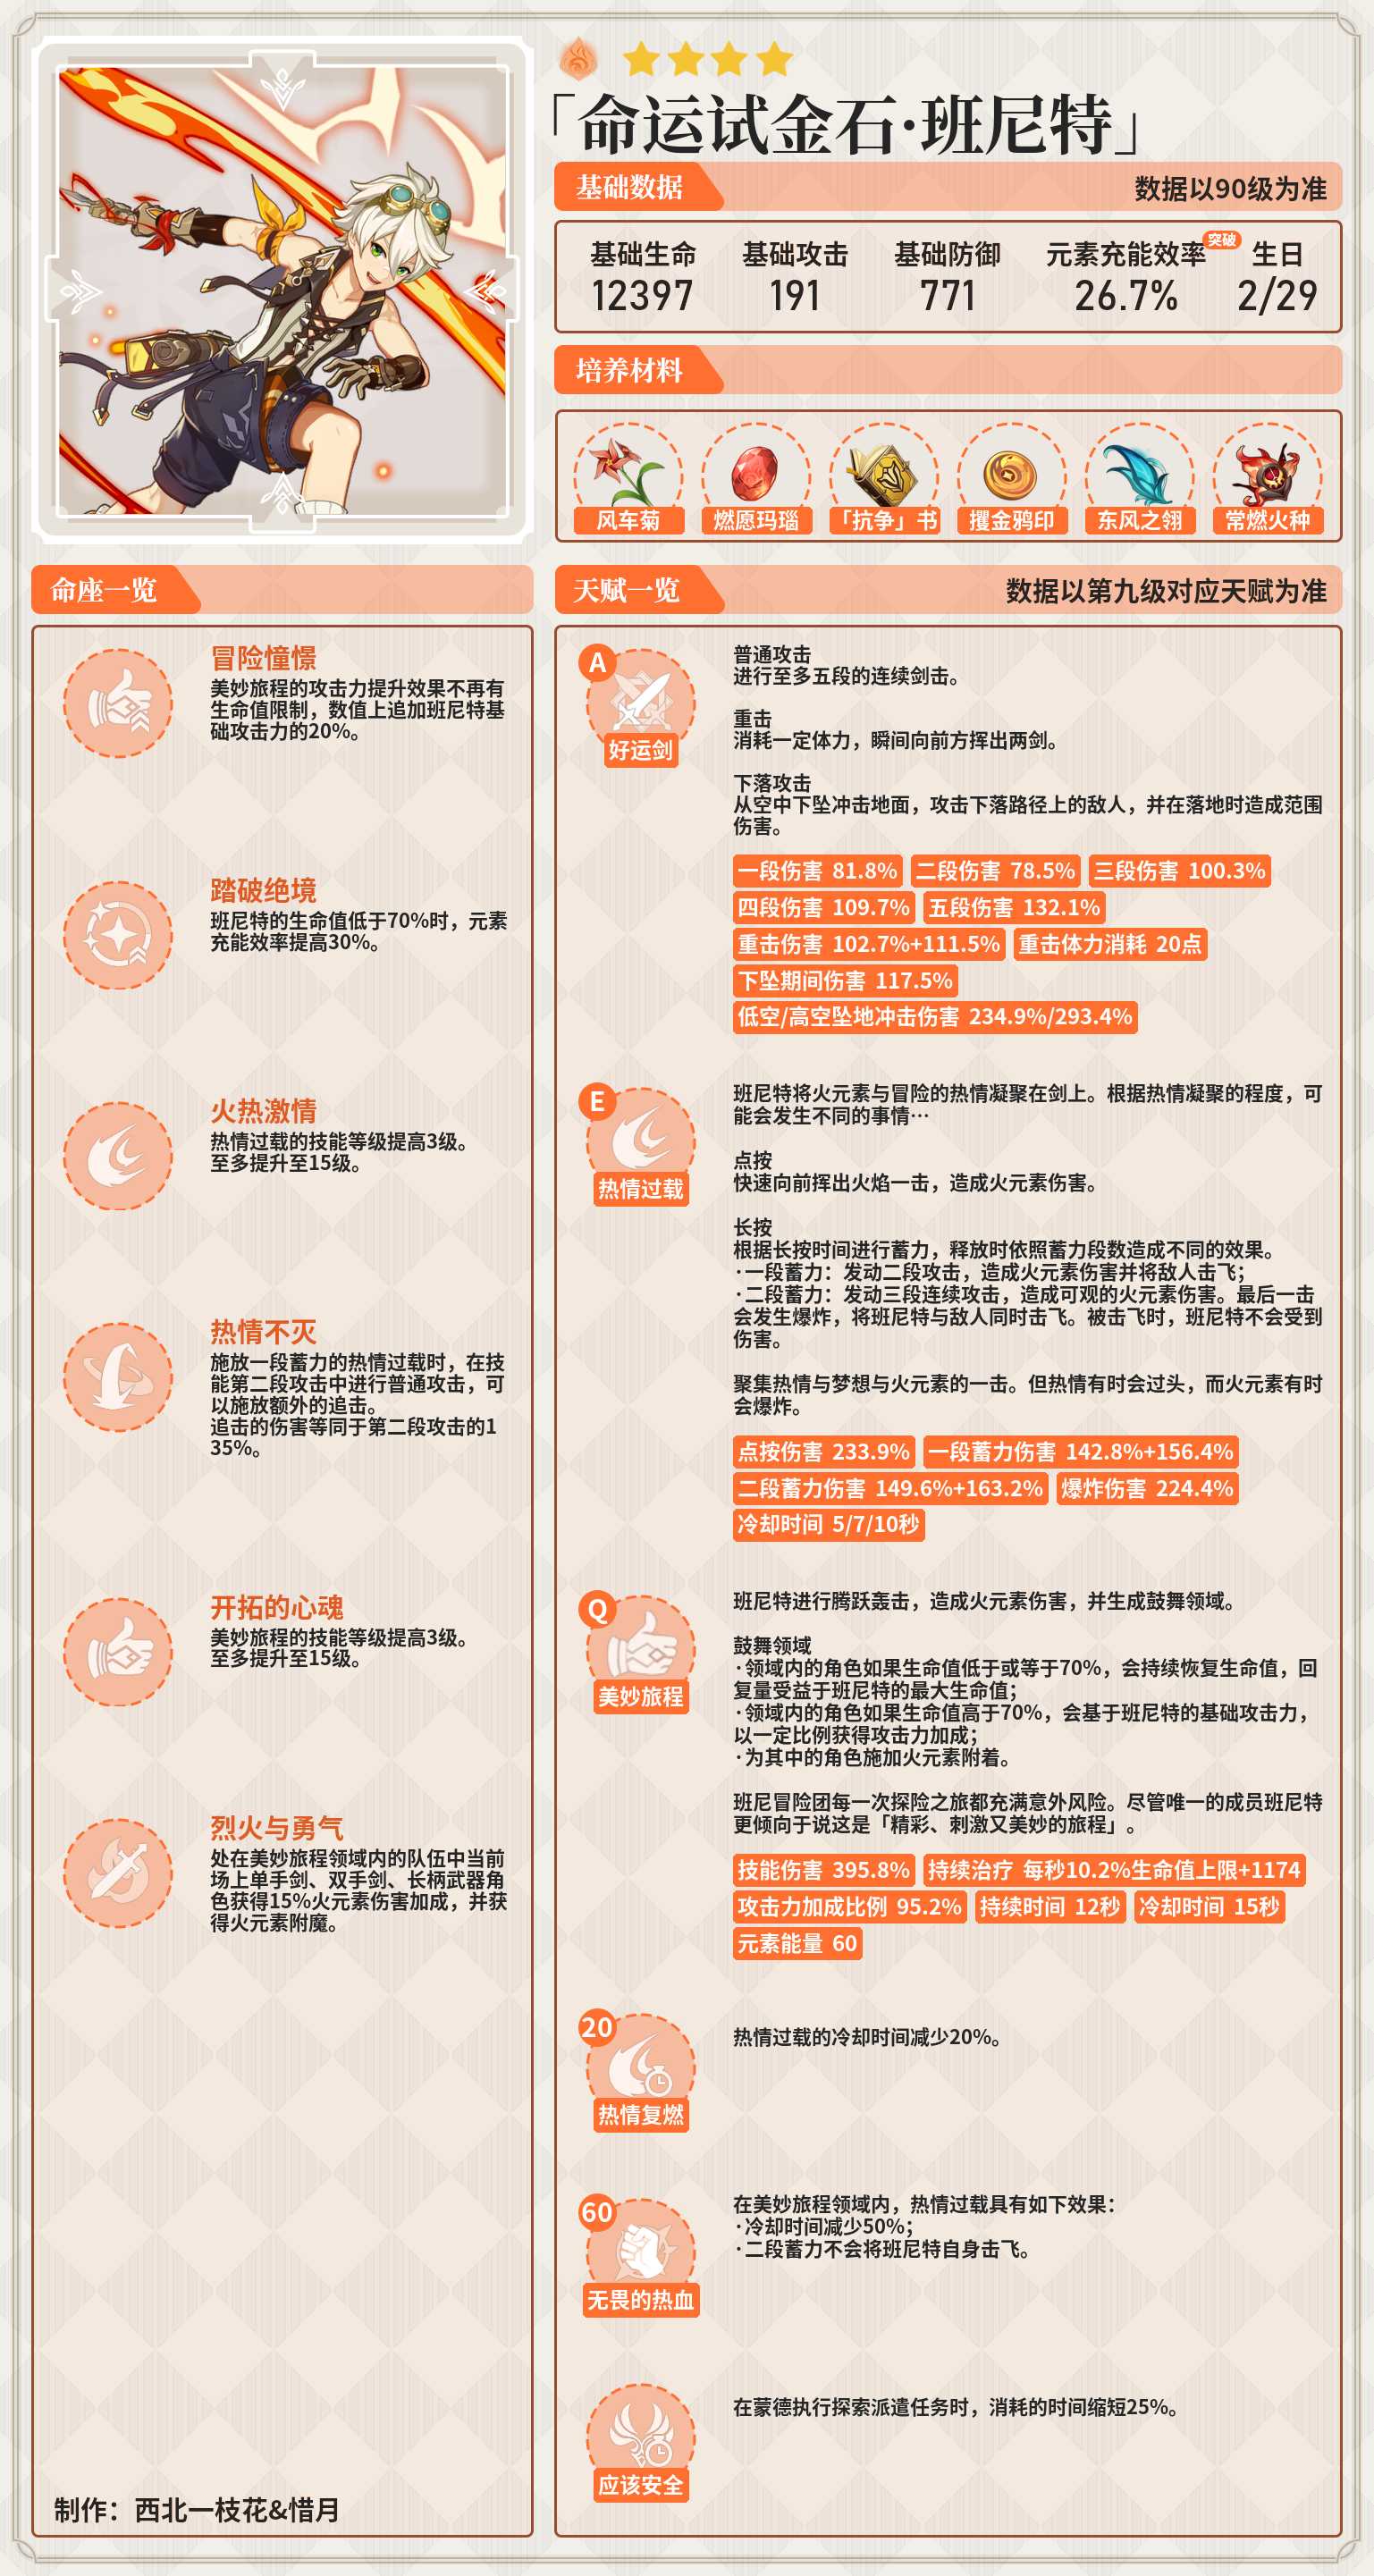 「命运试金石·班尼特」
基础数据
数据以90级为准
基础生命 基础攻击 基础防御 元素充能效率 突破 生日
12397 191 771 26.7% 2/29
培养材料
风车菊 燃愿玛瑙 「抗争」书 攫金鸦印 东风之翎 常燃火种
命座一览
冒险憧憬
美妙旅程的攻击力提升效果不再有
生命值限制，数值上追加班尼特基
础攻击力的20%。
踏破绝境
班尼特的生命值低于70%时，元素
充能效率提高30%。
火热激情
热情过载的技能等级提高3级。
至多提升至15级。
热情不灭
施放一段蓄力的热情过载时，在技
能第二段攻击中进行普通攻击，可
以施放额外的追击。
追击的伤害等同于第二段攻击的1
35%。
开拓的心魂
美妙旅程的技能等级提高3级。
至多提升至15级。
烈火与勇气
处在美妙旅程领域内的队伍中当前
场上单手剑、双手剑、长柄武器角
色获得15%火元素伤害加成，并获
得火元素附魔。
制作：西北一枝花&惜月
天赋一览
数据以第九级对应天赋为准
A
好运剑
普通攻击
进行至多五段的连续剑击。
重击
消耗一定体力，瞬间向前方挥出两剑。
下落攻击
从空中下坠冲击地面，攻击下落路径上的敌人，并在落地时造成范围
伤害。
一段伤害 81.8% 二段伤害 78.5% 三段伤害 100.3%
四段伤害 109.7% 五段伤害 132.1%
重击伤害 102.7%+111.5% 重击体力消耗 20点
下坠期间伤害 117.5%
低空/高空坠地冲击伤害 234.9%/293.4%
E
热情过载
班尼特将火元素与冒险的热情凝聚在剑上。根据热情凝聚的程度，可
能会发生不同的事情…
点按
快速向前挥出火焰一击，造成火元素伤害。
长按
根据长按时间进行蓄力，释放时依照蓄力段数造成不同的效果。
·一段蓄力：发动二段攻击，造成火元素伤害并将敌人击飞；
·二段蓄力：发动三段连续攻击，造成可观的火元素伤害。最后一击
会发生爆炸，将班尼特与敌人同时击飞。被击飞时，班尼特不会受到
伤害。
聚集热情与梦想与火元素的一击。但热情有时会过头，而火元素有时
会爆炸。
点按伤害 233.9% 一段蓄力伤害 142.8%+156.4%
二段蓄力伤害 149.6%+163.2% 爆炸伤害 224.4%
冷却时间 5/7/10秒
Q
美妙旅程
班尼特进行腾跃轰击，造成火元素伤害，并生成鼓舞领域。
鼓舞领域
·领域内的角色如果生命值低于或等于70%，会持续恢复生命值，回
复量受益于班尼特的最大生命值；
·领域内的角色如果生命值高于70%，会基于班尼特的基础攻击力，
以一定比例获得攻击力加成；
·为其中的角色施加火元素附着。
班尼冒险团每一次探险之旅都充满意外风险。尽管唯一的成员班尼特
更倾向于说这是「精彩、刺激又美妙的旅程」。
技能伤害 395.8% 持续治疗 每秒10.2%生命值上限+1174
攻击力加成比例 95.2% 持续时间 12秒 冷却时间 15秒
元素能量 60
20
热情复燃
热情过载的冷却时间减少20%。
60
无畏的热血
在美妙旅程领域内，热情过载具有如下效果：
·冷却时间减少50%；
·二段蓄力不会将班尼特自身击飞。
应该安全
在蒙德执行探索派遣任务时，消耗的时间缩短25%。